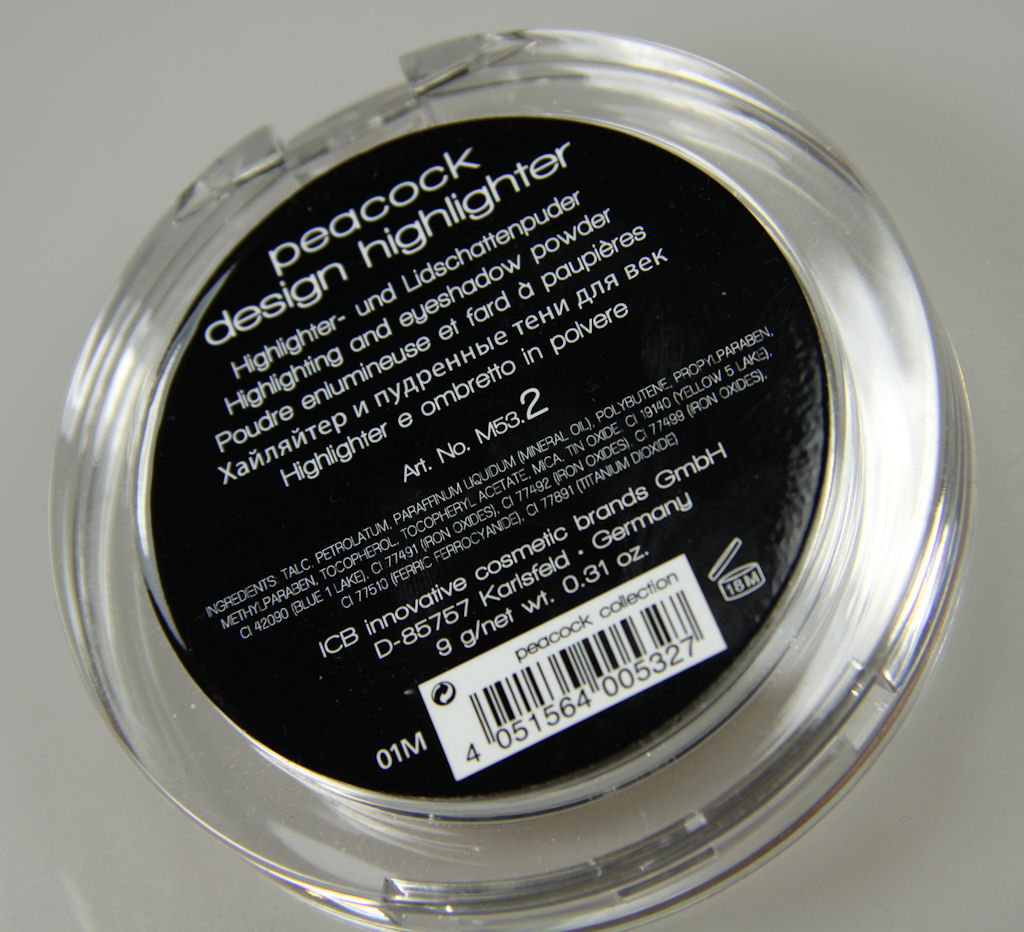 peacock
design highlighter
Highlighter- und Lidschattenpuder
Highlighting and eyeshadow powder
Poudre enlumineuse et fard à paupières
Хайляйтер и пудренные тени для век
Highlighter e ombretto in polvere
Art. No. M53.2
INGREDIENTS: TALC, PETROLATUM, PARAFFINUM LIQUIDUM (MINERAL OIL), POLYBUTENE, PROPYLPARABEN,
METHYLPARABEN, TOCOPHEROL, TOCOPHERYL ACETATE, MICA, TIN OXIDE, CI 19140 (YELLOW 5 LAKE),
CI 42090 (BLUE 1 LAKE), CI 77491 (IRON OXIDES), CI 77492 (IRON OXIDES), CI 77499 (IRON OXIDES),
CI 77510 (FERRIC FERROCYANIDE), CI 77891 (TITANIUM DIOXIDE)
ICB innovative cosmetic brands GmbH
D-85757 Karlsfeld · Germany
9 g/net wt. 0.31 oz.
18M
peacock collection
4 051564 005327
01M